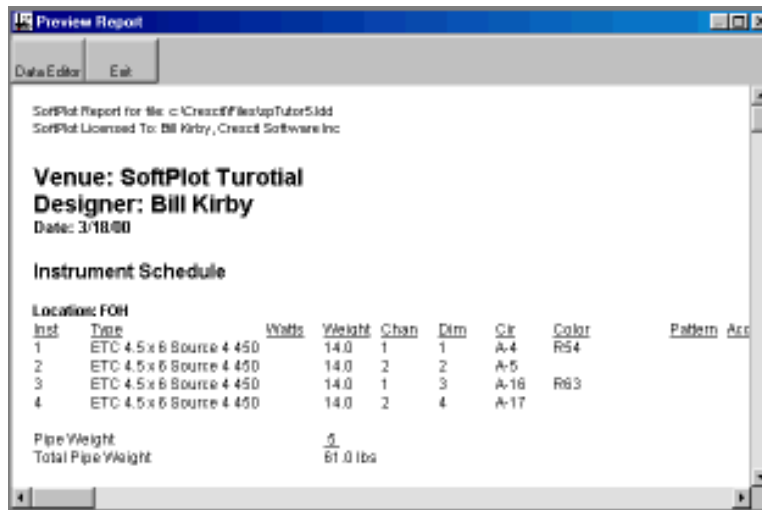 Preview Report
Data Editor Exit
SoftPlot Report for file: c:\Crescit\Files\spTutor5.ldd
SoftPlot Licensed To: Bill Kirby, Crescit Software Inc
Venue: SoftPlot Turotial
Designer: Bill Kirby
Date: 3/18/00
Instrument Schedule
Location: FOH
Inst Type Watts Weight Chan Dim Cir Color Pattern Acc
1 ETC 4.5 x 6 Source 4 450 14.0 1 1 A-4 R54
2 ETC 4.5 x 6 Source 4 450 14.0 2 2 A-5
3 ETC 4.5 x 6 Source 4 450 14.0 1 3 A-16 R63
4 ETC 4.5 x 6 Source 4 450 14.0 2 4 A-17
Pipe Weight 5
Total Pipe Weight 61.0 lbs